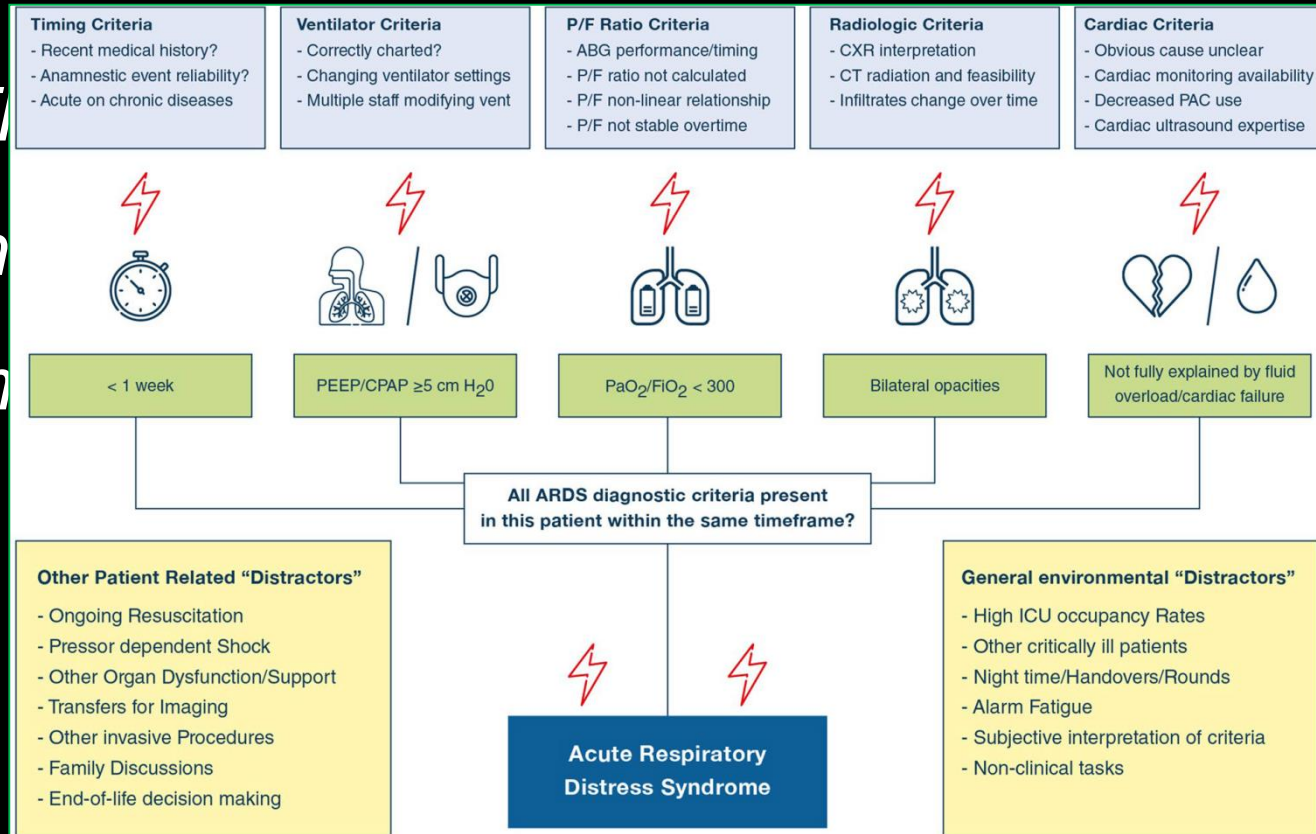 Timing Criteria
- Recent medical history?
- Anamnestic event reliability?
- Acute on chronic diseases
Ventilator Criteria
- Correctly charted?
- Changing ventilator settings
- Multiple staff modifying vent
P/F Ratio Criteria
- ABG performance/timing
- P/F ratio not calculated
- P/F non-linear relationship
- P/F not stable overtime
Radiologic Criteria
- CXR interpretation
- CT radiation and feasibility
- Infiltrates change over time
Cardiac Criteria
- Obvious cause unclear
- Cardiac monitoring availability
- Decreased PAC use
- Cardiac ultrasound expertise
< 1 week
PEEP/CPAP ≥5 cm H₂0
PaO₂/FiO₂ < 300
Bilateral opacities
Not fully explained by fluid
overload/cardiac failure
All ARDS diagnostic criteria present
in this patient within the same timeframe?
Other Patient Related “Distractors”
- Ongoing Resuscitation
- Pressor dependent Shock
- Other Organ Dysfunction/Support
- Transfers for Imaging
- Other invasive Procedures
- Family Discussions
- End-of-life decision making
General environmental “Distractors”
- High ICU occupancy Rates
- Other critically ill patients
- Night time/Handovers/Rounds
- Alarm Fatigue
- Subjective interpretation of criteria
- Non-clinical tasks
Acute Respiratory
Distress Syndrome